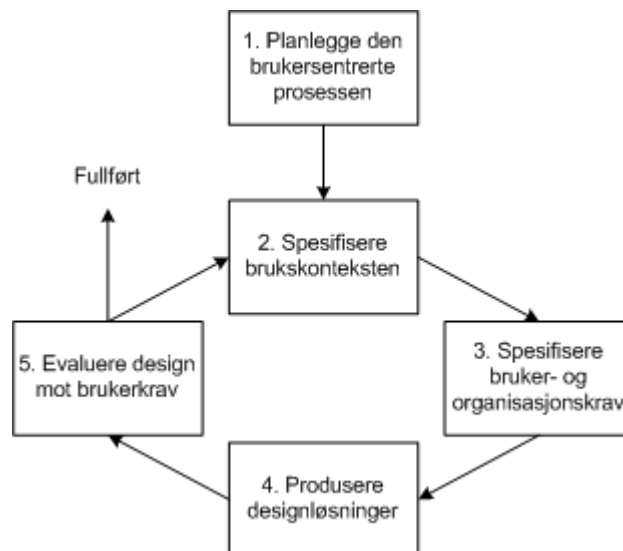 1. Planlegge den
brukersentrerte
prosessen
Fullført
2. Spesifisere
brukskonteksten
3. Spesifisere
bruker- og
organisasjonskrav
4. Produsere
designløsninger
5. Evaluere design
mot brukerkrav